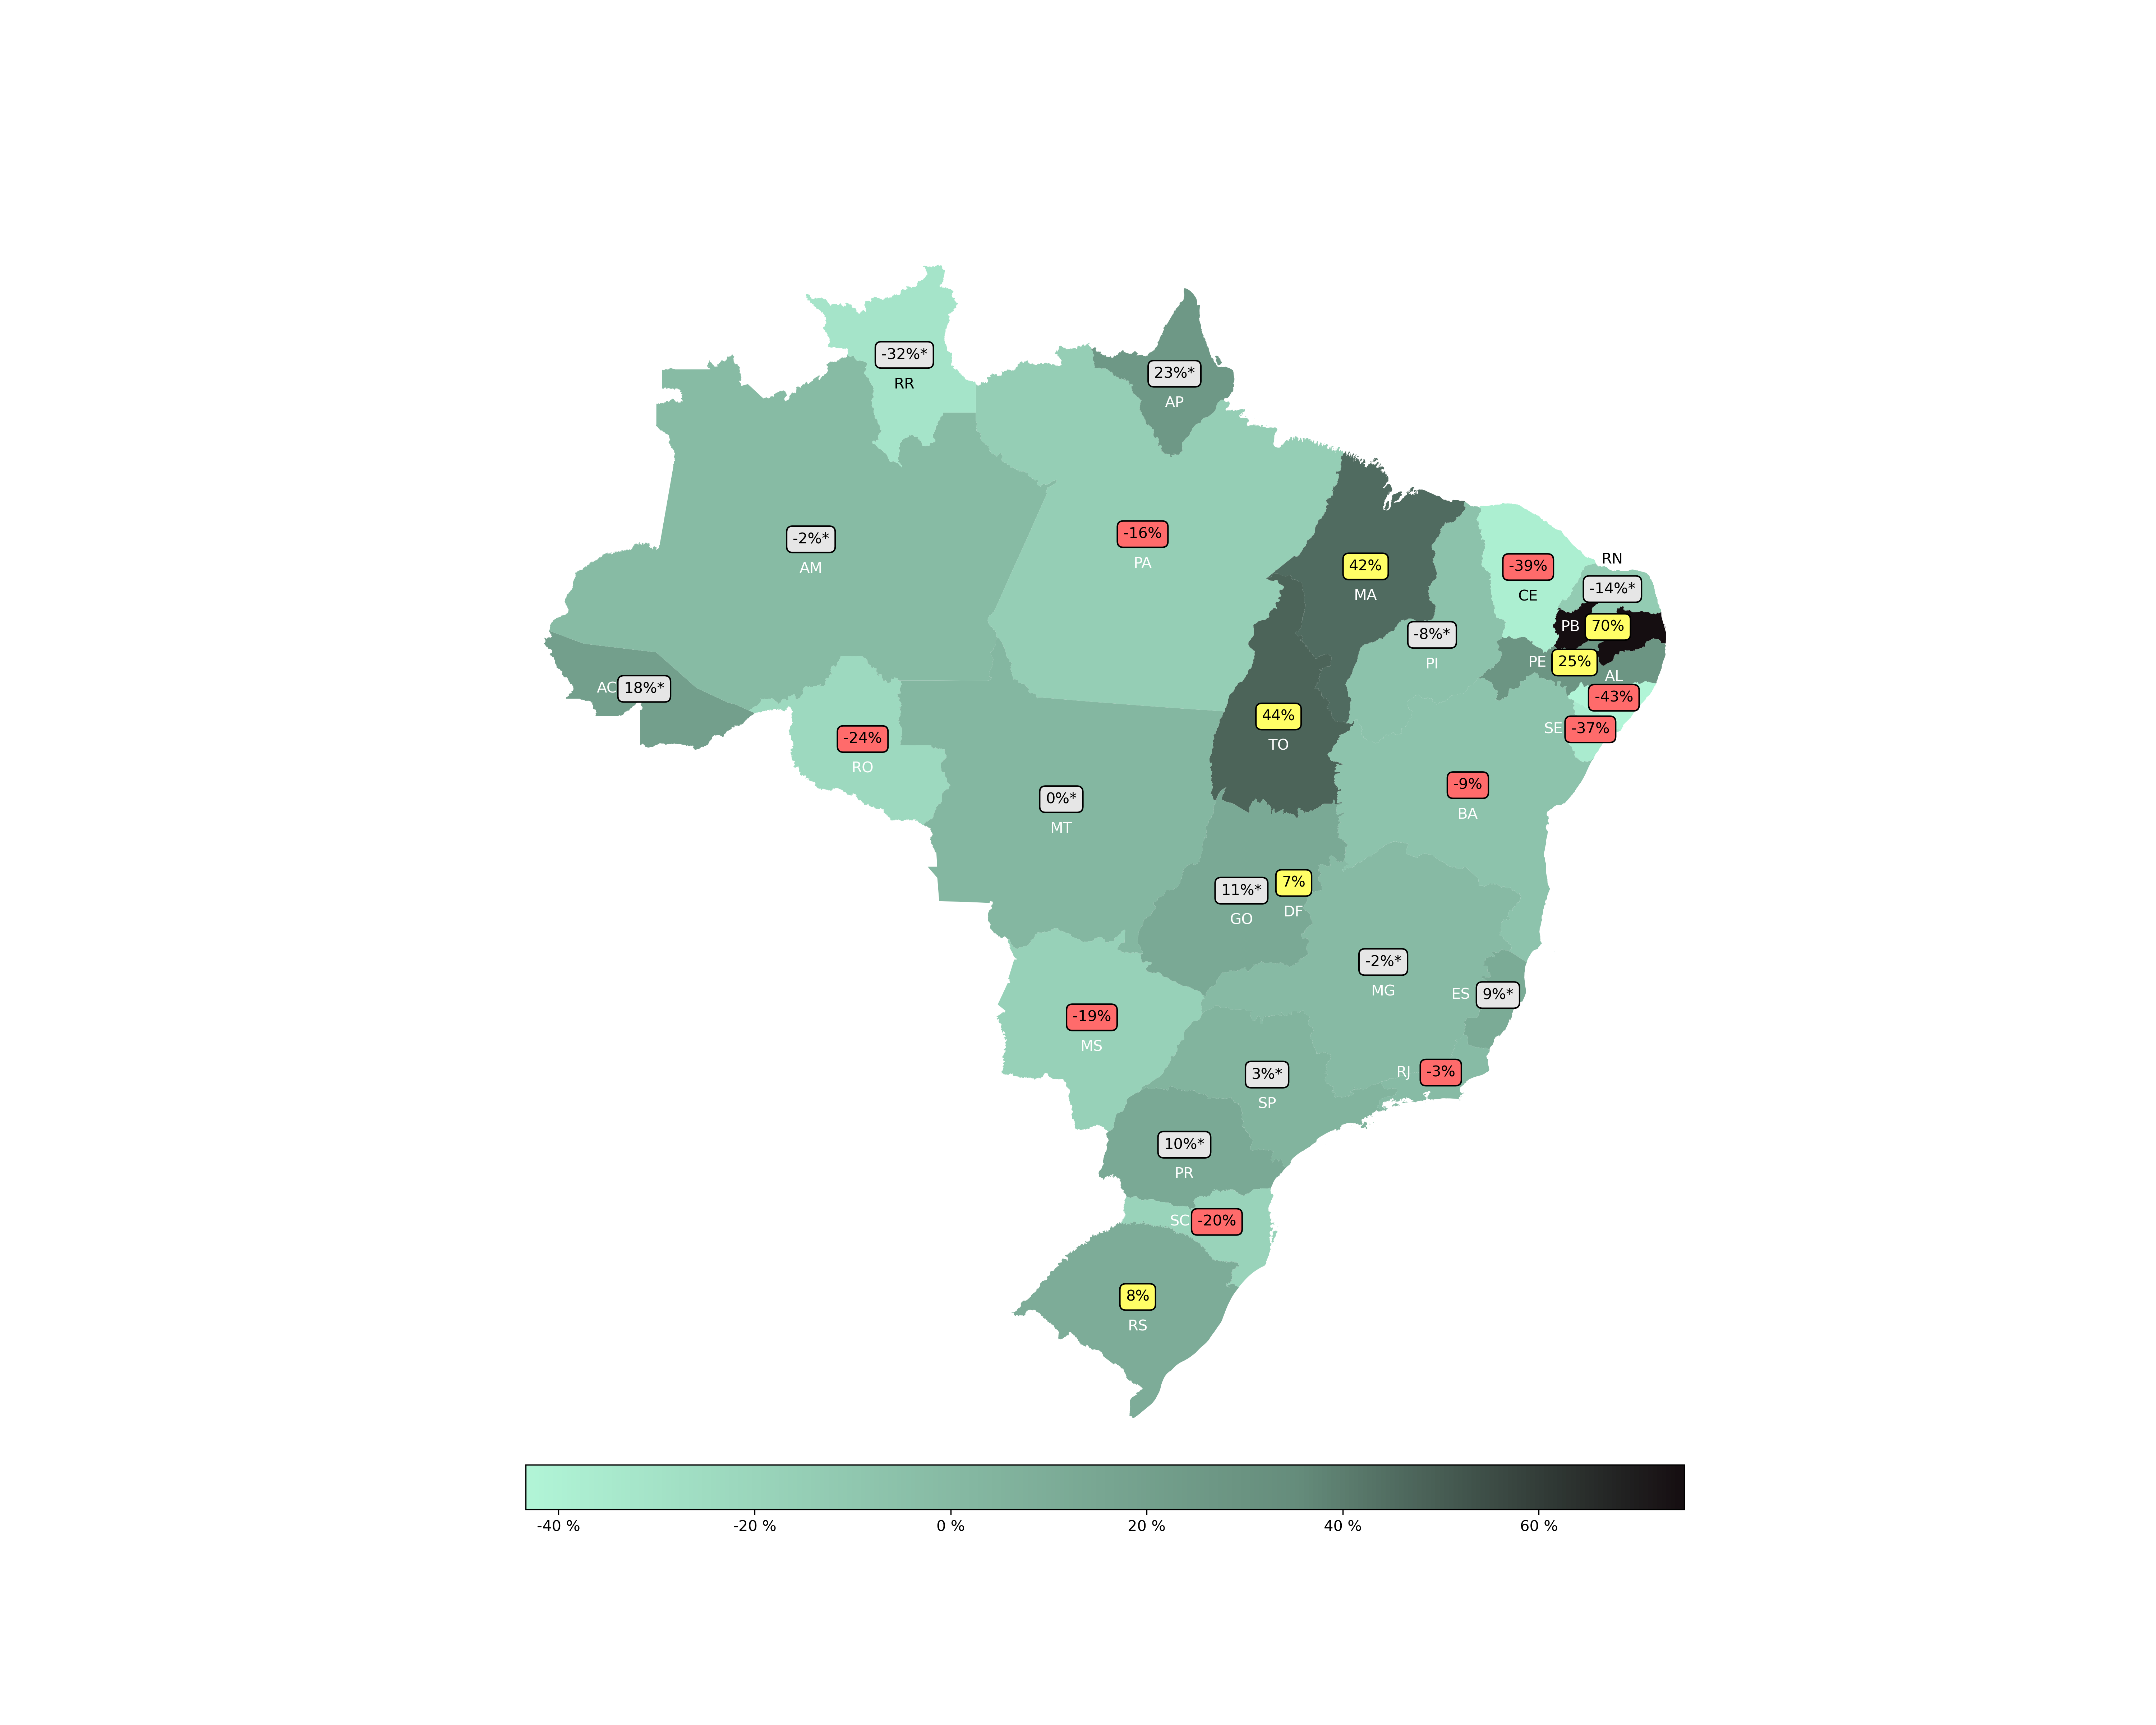 -32%*
RR
23%*
AP
-2%*
AM
-16%
PA
42%
MA
-39%
CE
RN
-14%*
PB 70%
-8%*
PI
PE 25%
AL
-43%
AC 18%*
SE -37%
44%
TO
-24%
RO
0%*
MT
-9%
BA
11%*
GO
7%
DF
-2%*
MG
ES 9%*
-19%
MS
3%*
SP
RJ -3%
10%*
PR
SC -20%
8%
RS
-40 % -20 % 0 % 20 % 40 % 60 %